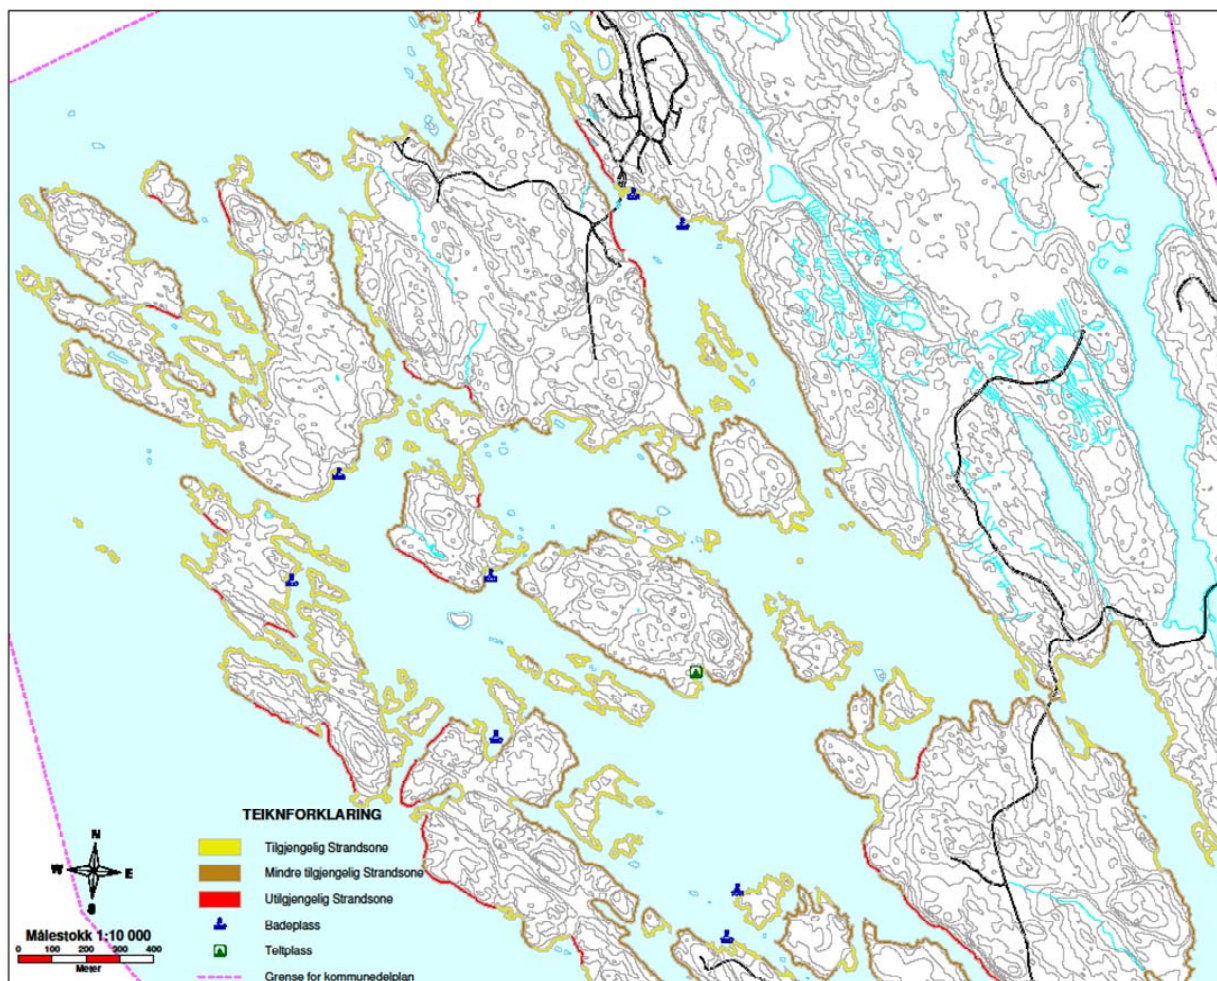 TEIKNFORKLARING
Tilgjengelig Strandsone
Mindre tilgjengelig Strandsone
Utilgjengelig Strandsone
Badeplass
Teltplass
Grense for kommunedelplan
N
W E
S
Målestokk 1:10 000
0 100 200 300 400
Meter